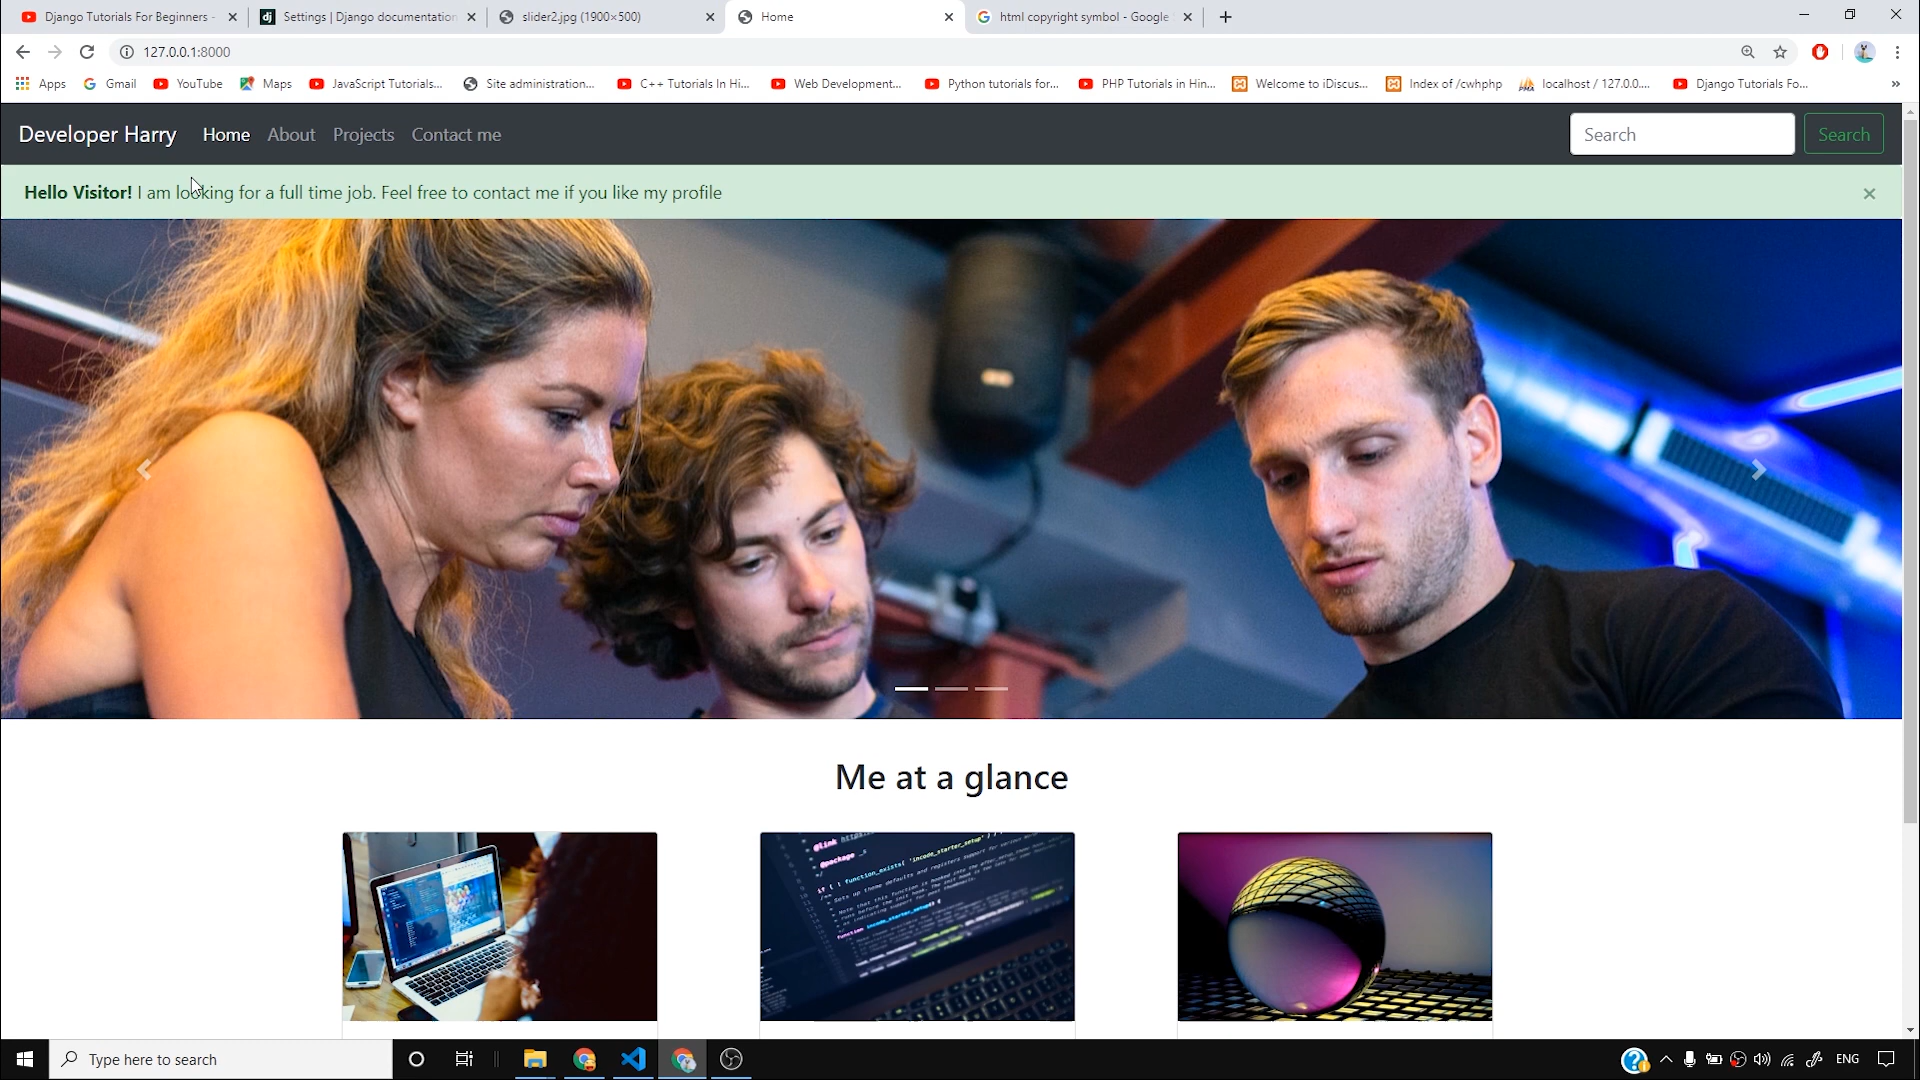 Django Tutorials For Beginners -
Settings | Django documentation
slider2.jpg (1900×500)
Home
html copyright symbol - Google
127.0.0.1:8000
Apps
Gmail
YouTube
Maps
JavaScript Tutorials...
Site administration...
C++ Tutorials In Hi...
Web Development...
Python tutorials for...
PHP Tutorials in Hin...
Welcome to iDiscus...
Index of /cwhphp
localhost / 127.0.0....
Django Tutorials Fo...
Developer Harry
Home
About
Projects
Contact me
Search
Search
Hello Visitor! I am looking for a full time job. Feel free to contact me if you like my profile
×
Me at a glance
@package _s
Type here to search
ENG